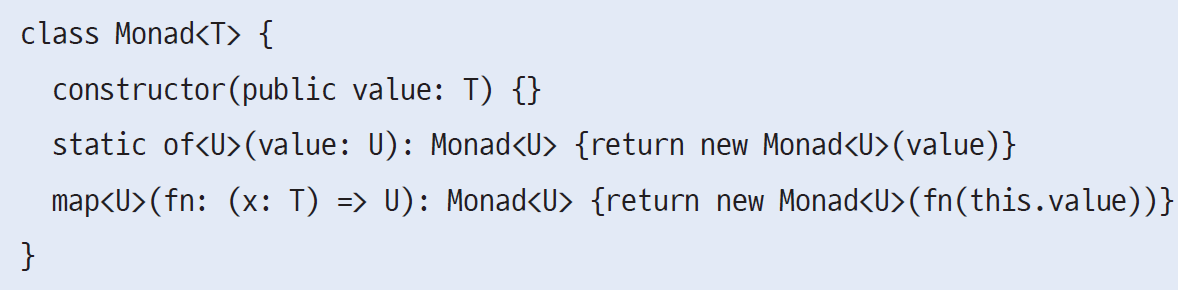 class Monad<T> {
constructor(public value: T) {}
static of<U>(value: U): Monad<U> {return new Monad<U>(value)}
map<U>(fn: (x: T) => U): Monad<U> {return new Monad<U>(fn(this.value))}
}